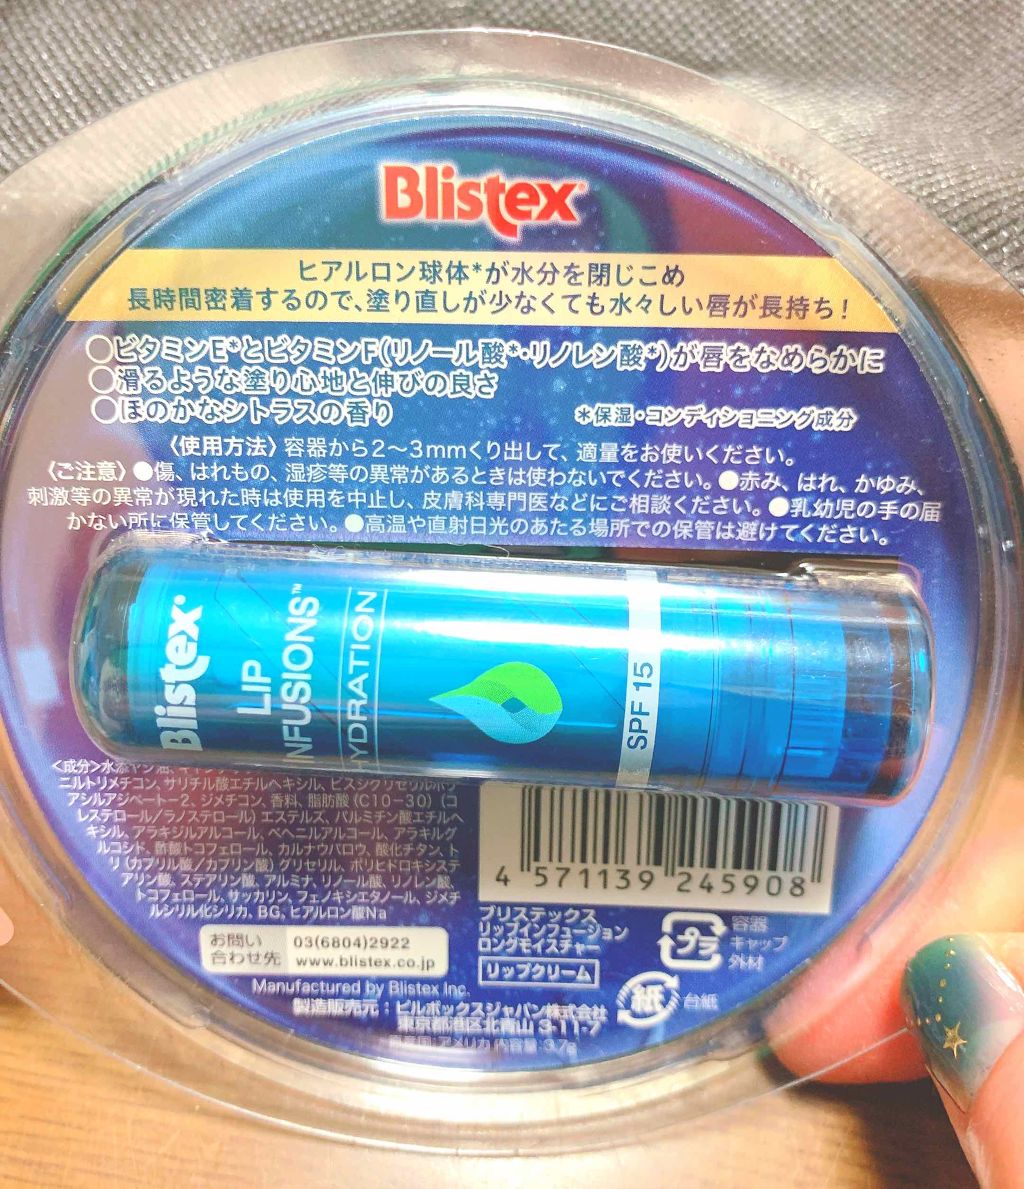 Blistex
ヒアルロン球体*が水分を閉じこめ
長時間密着するので、塗り直しが少なくても水々しい唇が長持ち!
○ビタミンE*とビタミンF(リノール酸*・リノレン酸*)が唇をなめらかに
○滑るような塗り心地と伸びの良さ
○ほのかなシトラスの香り
*保湿・コンディショニング成分
〈使用方法〉容器から2〜3mmくり出して、適量をお使いください。
〈ご注意〉●傷、はれもの、湿疹等の異常があるときは使わないでください。●赤み、はれ、かゆみ、
刺激等の異常が現れた時は使用を中止し、皮膚科専門医などにご相談ください。●乳幼児の手の届
かない所に保管してください。●高温や直射日光のあたる場所での保管は避けてください。
Blistex
LIP
INFUSIONS™
HYDRATION
SPF 15
<成分>水添
ニルトリメチコン、サリチル酸エチルヘキシル、ビスジグリセリルポリ
アシルアジペート-2、ジメチコン、香料、脂肪酸(C10-30)(コ
レステロール/ラノステロール)エステルズ、パルミチン酸エチルヘ
キシル、アラキジルアルコール、ベヘニルアルコール、アラキルグ
ルコシド、酢酸トコフェロール、カルナウバロウ、酸化チタン、ト
リ(カプリル酸/カプリン酸)グリセリル、ポリヒドロキシステ
アリン酸、ステアリン酸、アルミナ、リノール酸、リノレン酸、
トコフェロール、サッカリン、フェノキシエタノール、ジメチ
ルシリル化シリカ、BG、ヒアルロン酸Na
4 571139 245908
ブリステックス
リップインフュージョン
ロングモイスチャー
リップクリーム
プラ
容器
キャップ
外材
紙
台紙
お問い
合わせ先
03(6804)2922
www.blistex.co.jp
Manufactured by Blistex Inc.
製造販売元:ピルボックスジャパン株式会社
東京都港区北青山 3-11-7
原産国:アメリカ 内容量:3.7g